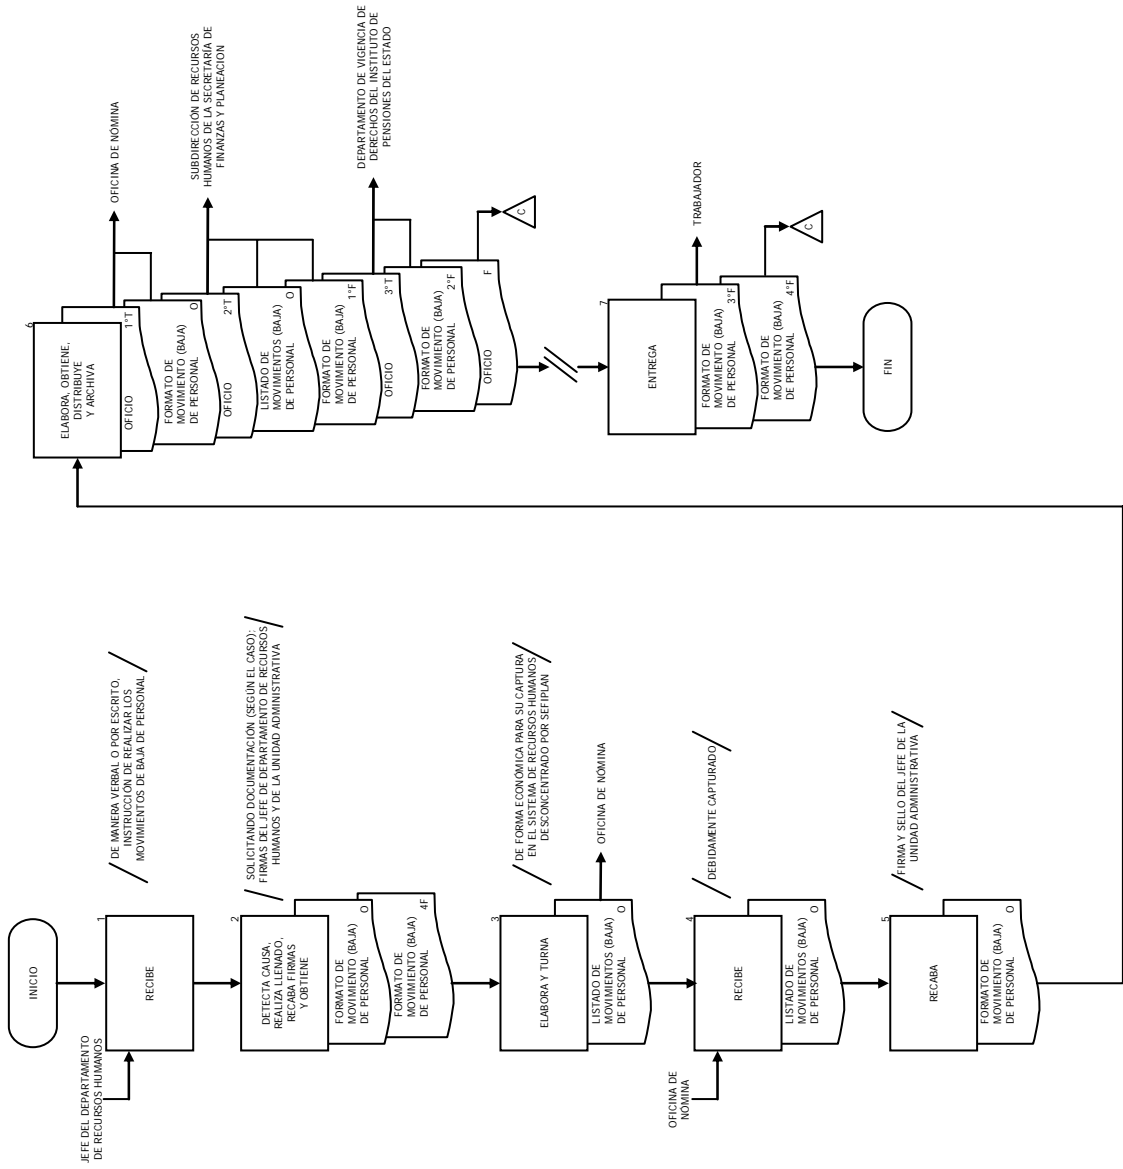 INICIO
JEFE DEL DEPARTAMENTO
DE RECURSOS HUMANOS
1
RECIBE
DE MANERA VERBAL O POR ESCRITO,
INSTRUCCIÓN DE REALIZAR LOS
MOVIMIENTOS DE BAJA DE PERSONAL
2
DETECTA CAUSA,
REALIZA LLENADO,
RECABA FIRMAS
Y OBTIENE
SOLICITANDO DOCUMENTACIÓN (SEGÚN EL CASO);
FIRMAS DEL JEFE DE DEPARTAMENTO DE RECURSOS
HUMANOS Y DE LA UNIDAD ADMINISTRATIVA
FORMATO DE
MOVIMIENTO (BAJA)
DE PERSONAL
O
FORMATO DE
MOVIMIENTO (BAJA)
DE PERSONAL
4F
3
ELABORA Y TURNA
DE FORMA ECONÓMICA PARA SU CAPTURA
EN EL SISTEMA DE RECURSOS HUMANOS
DESCONCENTRADO POR SEFIPLAN
LISTADO DE
MOVIMIENTOS (BAJA)
DE PERSONAL
O
OFICINA DE NÓMINA
OFICINA DE
NÓMINA
4
RECIBE
DEBIDAMENTE CAPTURADO
LISTADO DE
MOVIMIENTOS (BAJA)
DE PERSONAL
O
5
RECABA
FIRMA Y SELLO DEL JEFE DE LA
UNIDAD ADMINISTRATIVA
FORMATO DE
MOVIMIENTO (BAJA)
DE PERSONAL
O
6
ELABORA, OBTIENE,
DISTRIBUYE
Y ARCHIVA
OFICIO
1°T
OFICINA DE NÓMINA
FORMATO DE
MOVIMIENTO (BAJA)
DE PERSONAL
O
OFICIO
2°T
SUBDIRECCIÓN DE RECURSOS
HUMANOS DE LA SECRETARÍA DE
FINANZAS Y PLANEACION
LISTADO DE
MOVIMIENTOS (BAJA)
DE PERSONAL
O
FORMATO DE
MOVIMIENTO (BAJA)
DE PERSONAL
1°F
OFICIO
3°T
DEPARTAMENTO DE VIGENCIA DE
DERECHOS DEL INSTITUTO DE
PENSIONES DEL ESTADO
FORMATO DE
MOVIMIENTO (BAJA)
DE PERSONAL
2°F
OFICIO
F
C
7
ENTREGA
FORMATO DE
MOVIMIENTO (BAJA)
DE PERSONAL
3°F
TRABAJADOR
FORMATO DE
MOVIMIENTO (BAJA)
DE PERSONAL
4°F
C
FIN